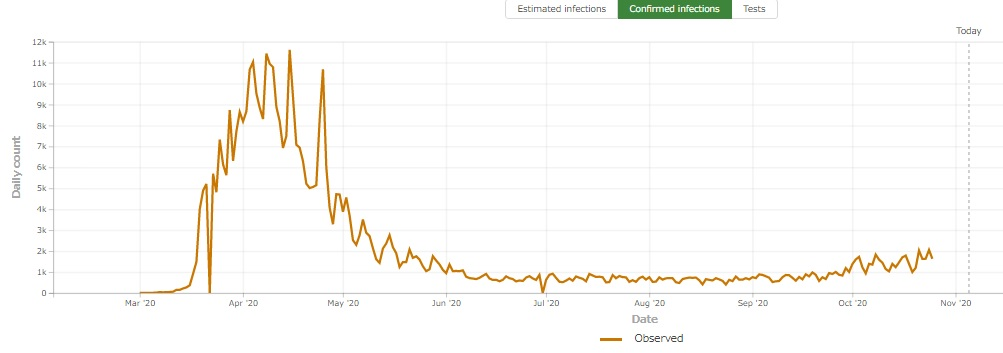 Estimated infections Confirmed infections Tests
Today
12k
11k
10k
9k
8k
7k
6k
5k
4k
3k
2k
1k
0
Daily count
Mar '20 Apr '20 May '20 Jun '20 Jul '20 Aug '20 Sep '20 Oct '20 Nov '20
Date
Observed